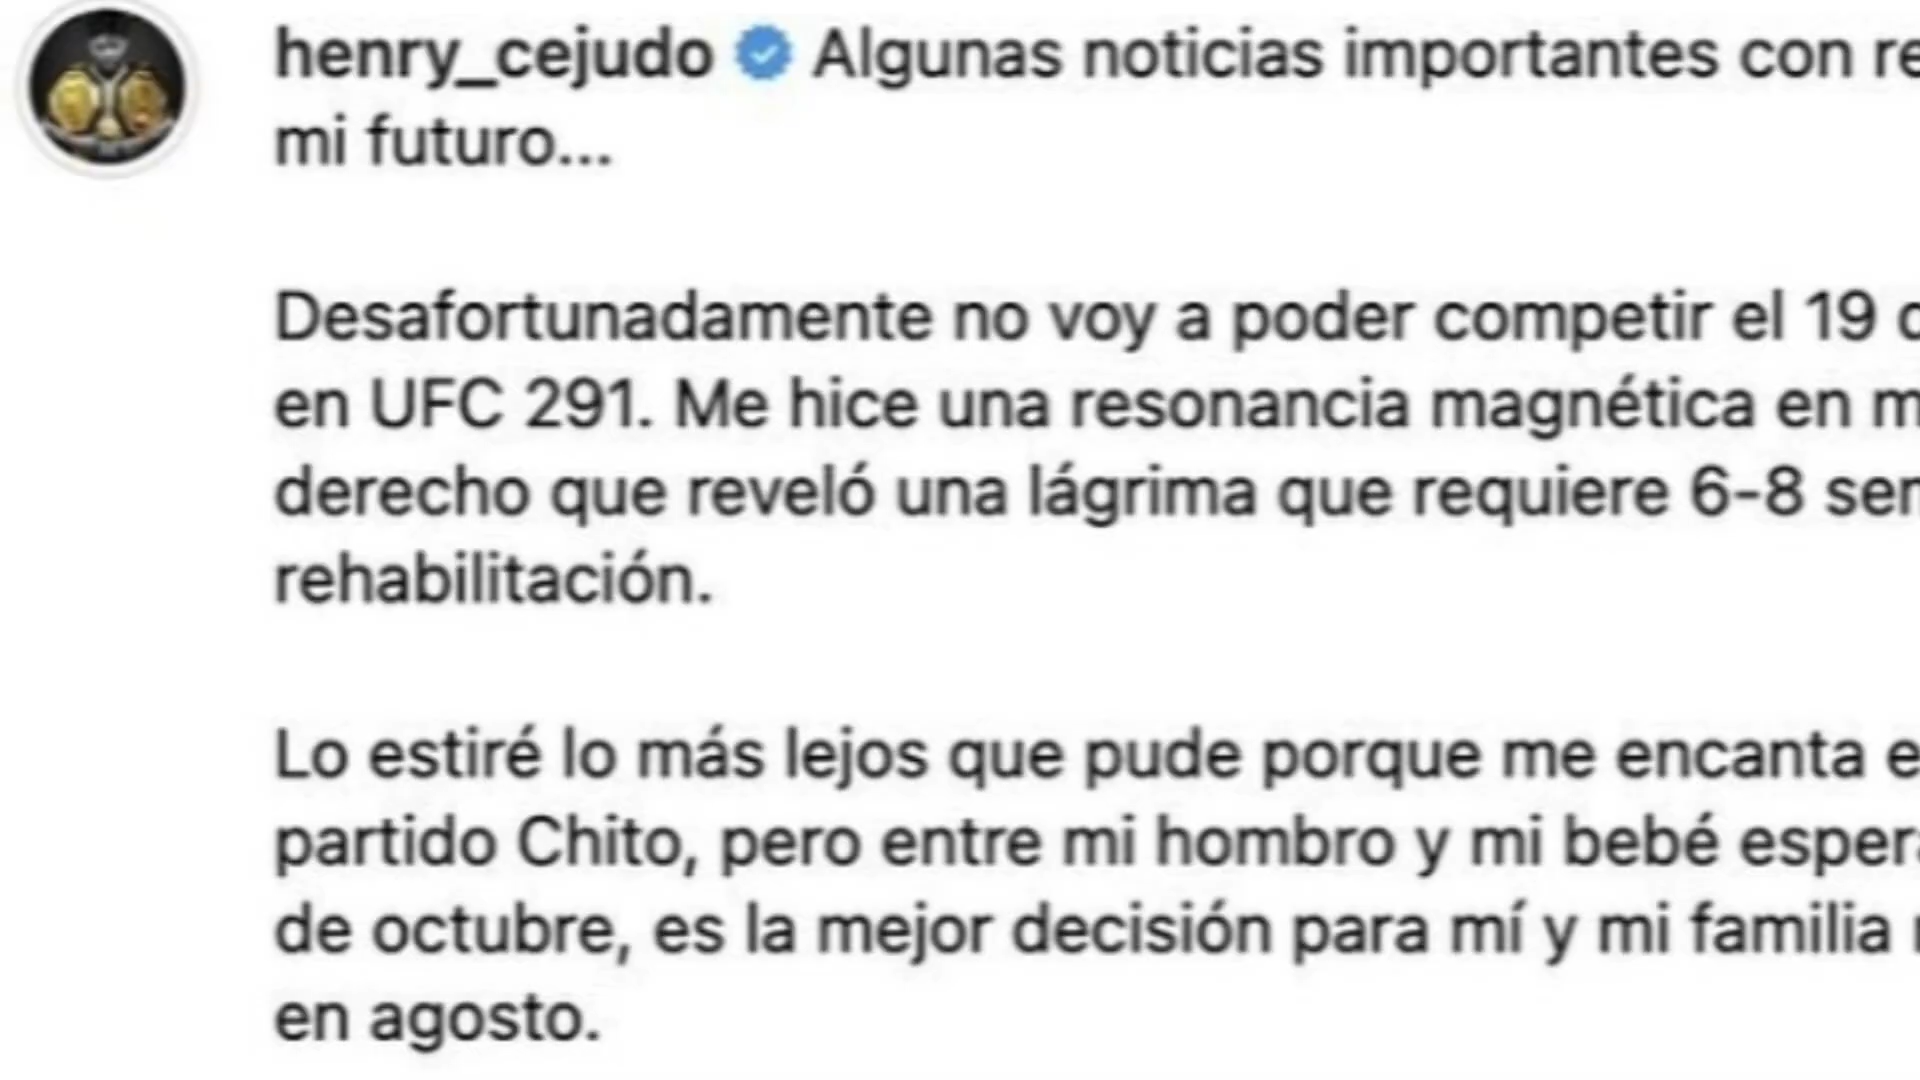 henry_cejudo Algunas noticias importantes con
mi futuro...
Desafortunadamente no voy a poder competir el 19
en UFC 291. Me hice una resonancia magnética en
derecho que reveló una lágrima que requiere 6-8
rehabilitación.
Lo estiré lo más lejos que pude porque me encanta
partido Chito, pero entre mi hombro y mi bebé
de octubre, es la mejor decisión para mí y mi familia
en agosto.